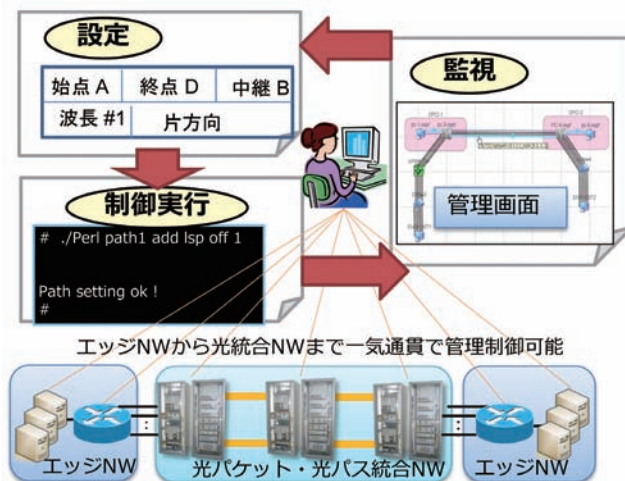 設定
始点 A 終点 D 中継 B
波長 #1 片方向
監視
管理画面
制御実行
# ./Perl path1 add lsp off 1
Path setting ok !
#
エッジNWから光統合NWまで一気通貫で管理制御可能
エッジNW
光パケット・光パス統合NW
エッジNW